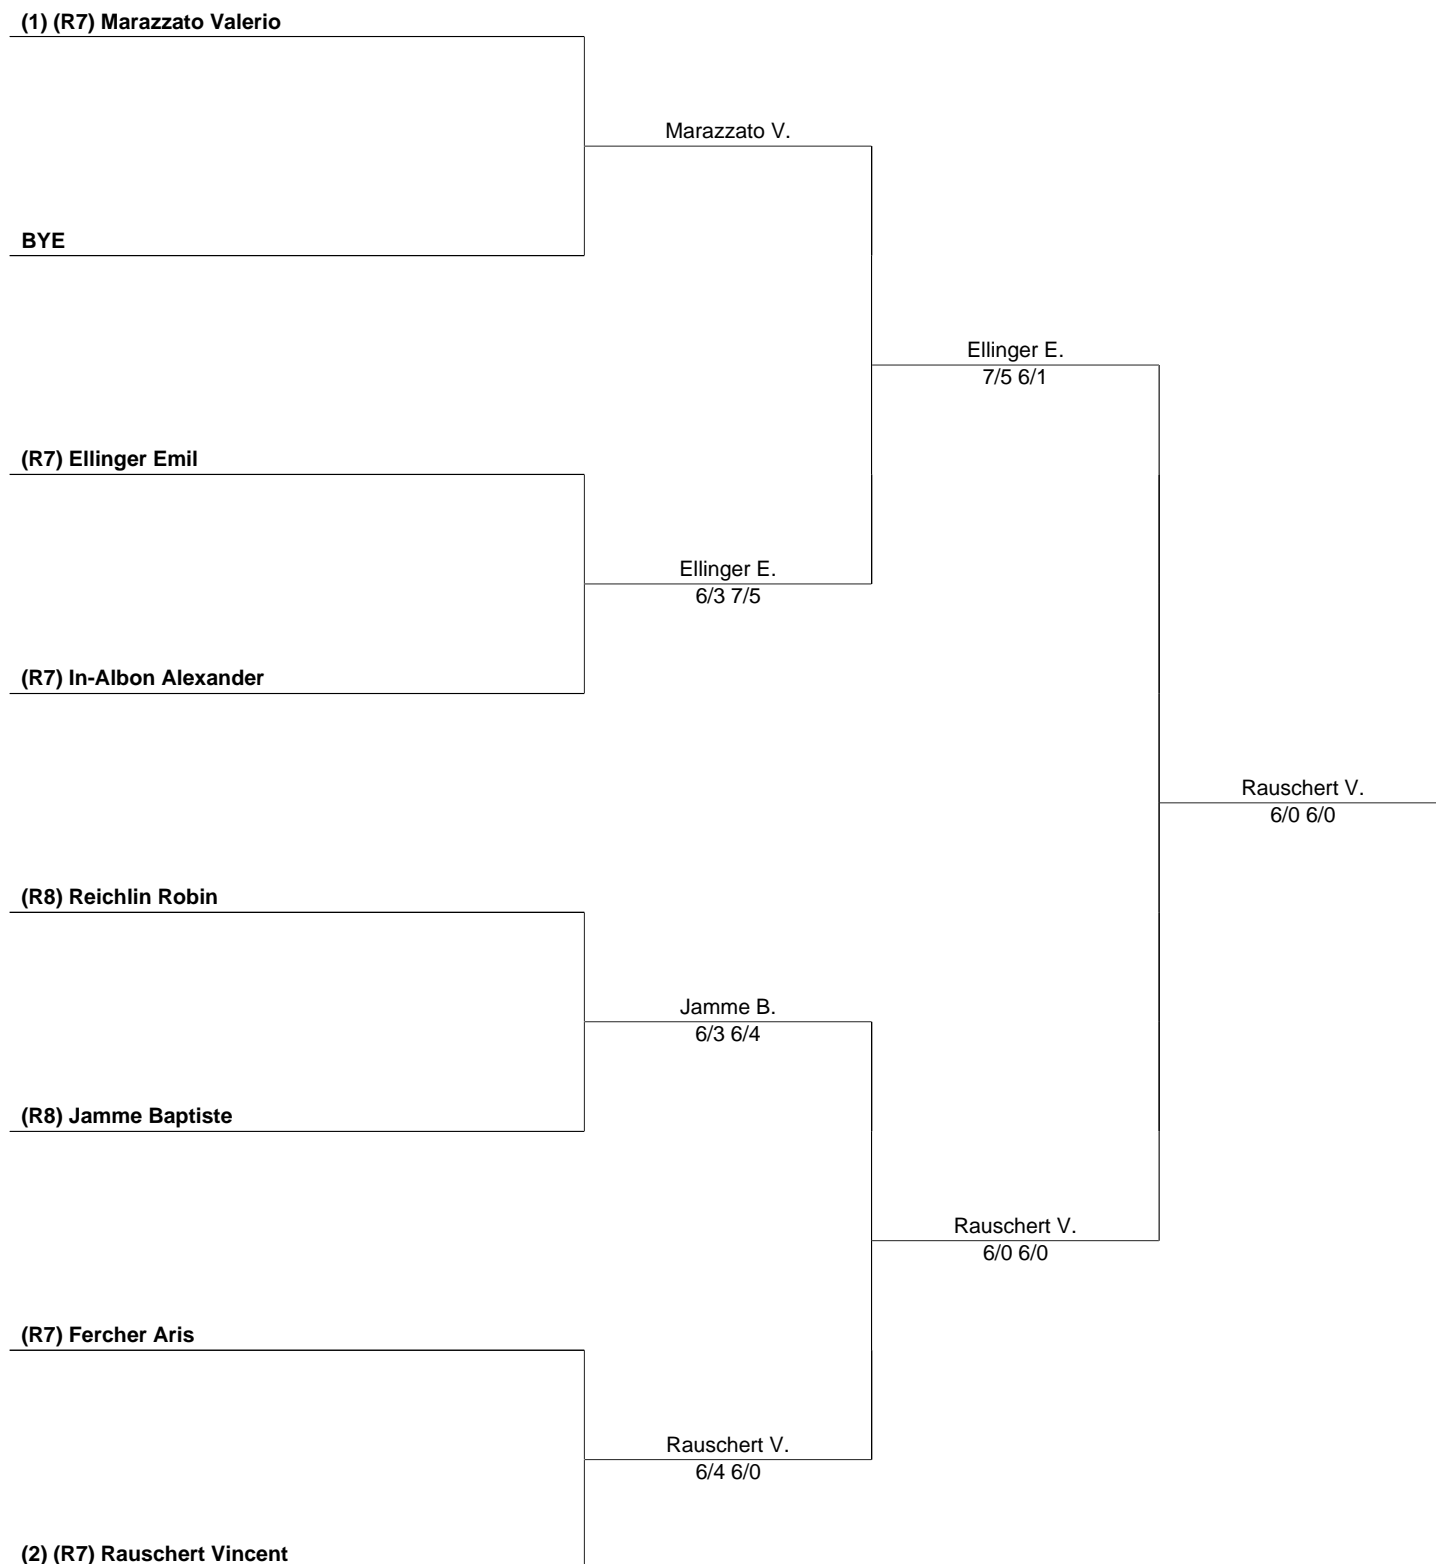 (1) (R7) Marazzato Valerio
Marazzato V.
BYE
Ellinger E.
7/5 6/1
(R7) Ellinger Emil
Ellinger E.
6/3 7/5
(R7) In-Albon Alexander
Rauschert V.
6/0 6/0
(R8) Reichlin Robin
Jamme B.
6/3 6/4
(R8) Jamme Baptiste
Rauschert V.
6/0 6/0
(R7) Fercher Aris
Rauschert V.
6/4 6/0
(2) (R7) Rauschert Vincent